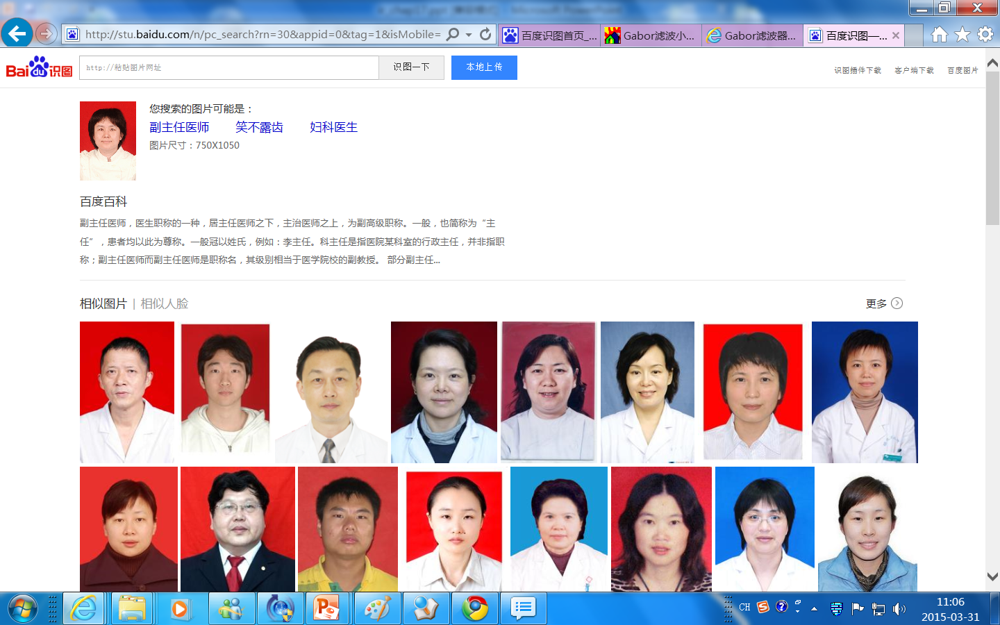 http://stu.baidu.com/n/pc_search?rn=30&appid=0&tag=1&isMobile=
百度识图首页_...
Gabor滤波小...
Gabor滤波器...
百度识图—...
Bai du 识图
http://粘贴图片网址
识图一下
本地上传
识图插件下载
客户端下载
百度图片
您搜索的图片可能是：
副主任医师 笑不露齿 妇科医生
图片尺寸：750X1050
百度百科
副主任医师，医生职称的一种，居主任医师之下，主治医师之上，为副高级职称。一般，也简称为“主
任”，患者均以此为尊称。一般冠以姓氏，例如：李主任。科主任是指医院某科室的行政主任，并非指职
称；副主任医师而副主任医师是职称名，其级别相当于医学院校的副教授。 部分副主任...
相似图片 | 相似人脸
更多
CH
11:06
2015-03-31